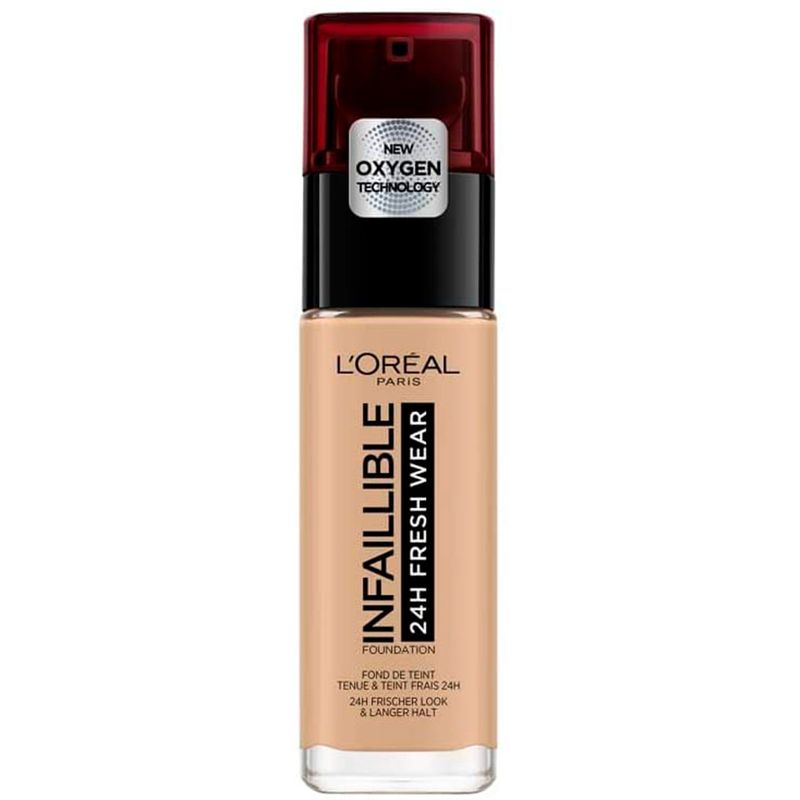 NEW
OXYGEN
TECHNOLOGY
L'ORÉAL
PARiS
INFAILLIBLE
24H FRESH WEAR
FOUNDATION
FOND DE TEINT
TENUE & TEINT FRAIS 24H
24H FRISCHER LOOK
& LANGER HALT